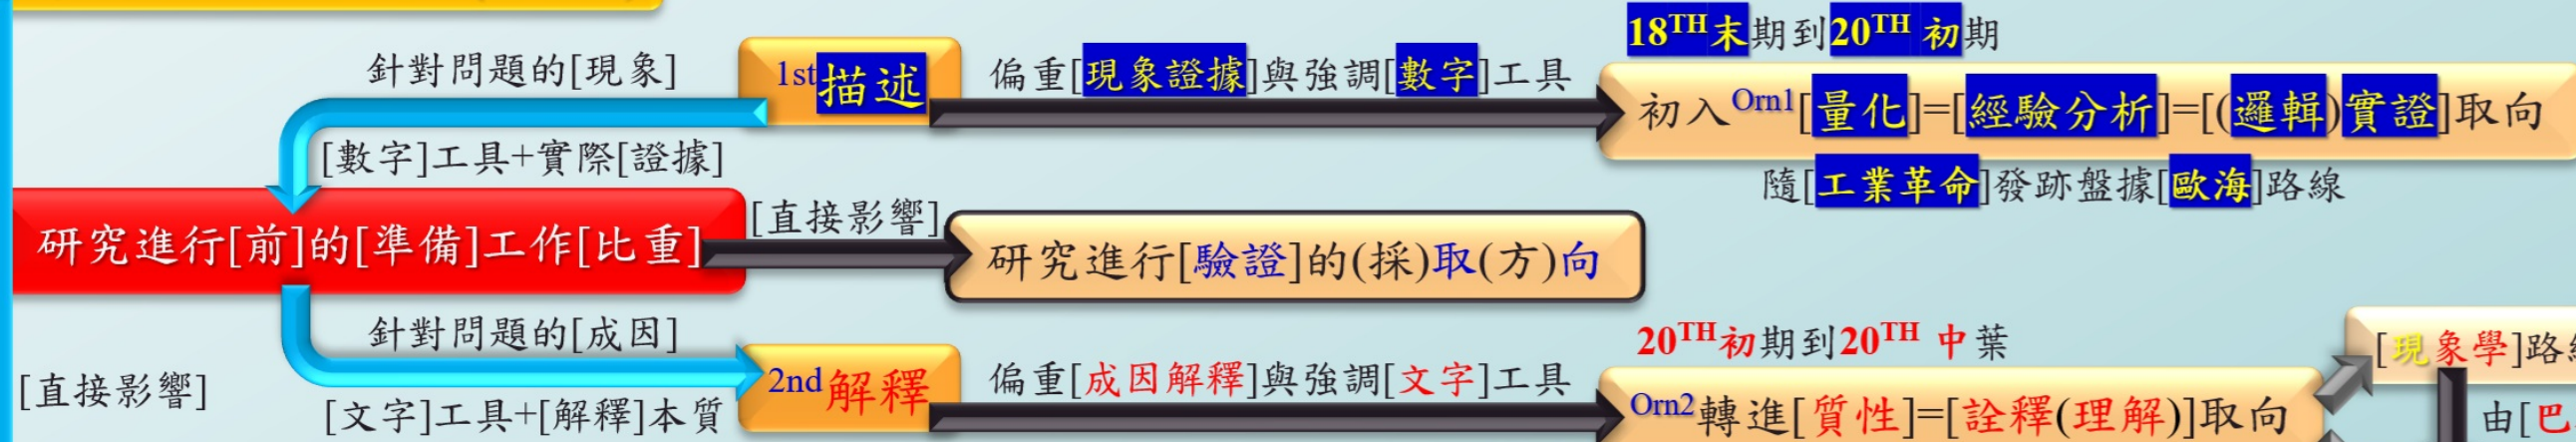 18TH末期到20TH 初期
針對問題的[現象]
1st描述
偏重[現象證據]與強調[數字]工具
初入Orn1[量化]=[經驗分析]=[(邏輯)實證]取向
[數字]工具+實際[證據]
隨[工業革命]發跡盤據[歐海]路線
研究進行[前]的[準備]工作[比重]
[直接影響]
研究進行[驗證]的(採)取(方)向
針對問題的[成因]
20TH初期到20TH 中葉
[現象學]路
[直接影響]
2nd解釋
偏重[成因解釋]與強調[文字]工具
[文字]工具+[解釋]本質
Orn2轉進[質性]=[詮釋(理解)]取向
由[巴